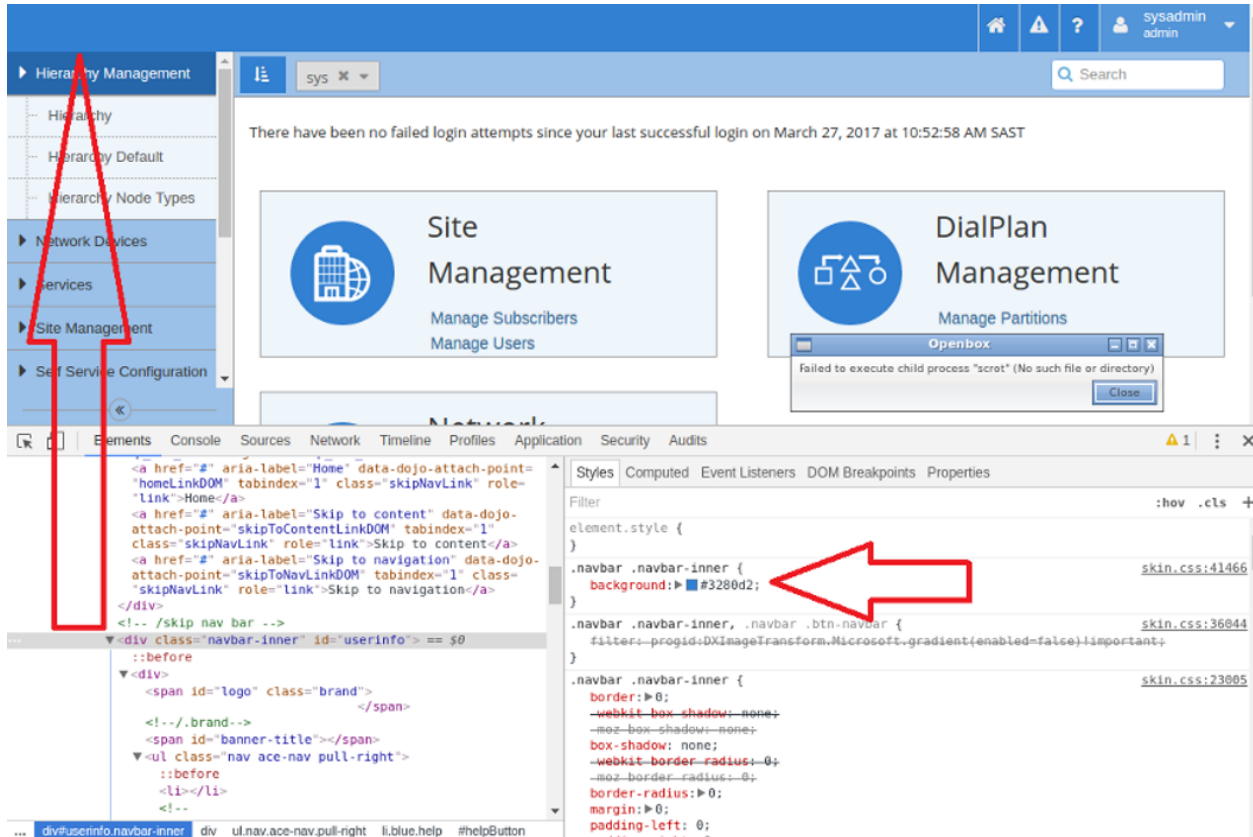 sysadmin
admin
?
Hierarchy Management
sys
Search
Hierarchy
Hierarchy Default
Hierarchy Node Types
Network Devices
Services
Site Management
Self Service Configuration
There have been no failed login attempts since your last successful login on March 27, 2017 at 10:52:58 AM SAST
Site
Management
Manage Subscribers
Manage Users
DialPlan
Management
Manage Partitions
Openbox
Failed to execute child process "scrot" (No such file or directory)
Close
Network
Elements Console Sources Network Timeline Profiles Application Security Audits
1
<a href="#" aria-label="Home" data-dojo-attach-point=
"homeLinkDOM" tabindex="1" class="skipNavLink" role=
"link">Home</a>
<a href="#" aria-label="Skip to content" data-dojo-
attach-point="skipToContentLinkDOM" tabindex="1"
class="skipNavLink" role="link">Skip to content</a>
<a href="#" aria-label="Skip to navigation" data-dojo-
attach-point="skipToNavLinkDOM" tabindex="1" class=
"skipNavLink" role="link">Skip to navigation</a>
</div>
<!-- /skip nav bar -->
<div class="navbar-inner" id="userinfo"> == $0
::before
<div>
<span id="logo" class="brand">
</span>
<!--/.brand-->
<span id="banner-title"></span>
<ul class="nav ace-nav pull-right">
::before
<li></li>
<!--
... div#userinfo.navbar-inner div ul.nav.ace-nav.pull-right li.blue.help #helpButton
Styles Computed Event Listeners DOM Breakpoints Properties
Filter :hov .cls +
element.style {
}
.navbar .navbar-inner { skin.css:41466
background: #3280d2;
}
.navbar .navbar-inner, .navbar .btn-navbar { skin.css:36044
filter: progid:DXImageTransform.Microsoft.gradient(enabled=false)!important;
}
.navbar .navbar-inner { skin.css:23005
border: 0;
-webkit-box-shadow: none;
-moz-box-shadow: none;
box-shadow: none;
-webkit-border-radius: 0;
-moz-border-radius: 0;
border-radius: 0;
margin: 0;
padding-left: 0;